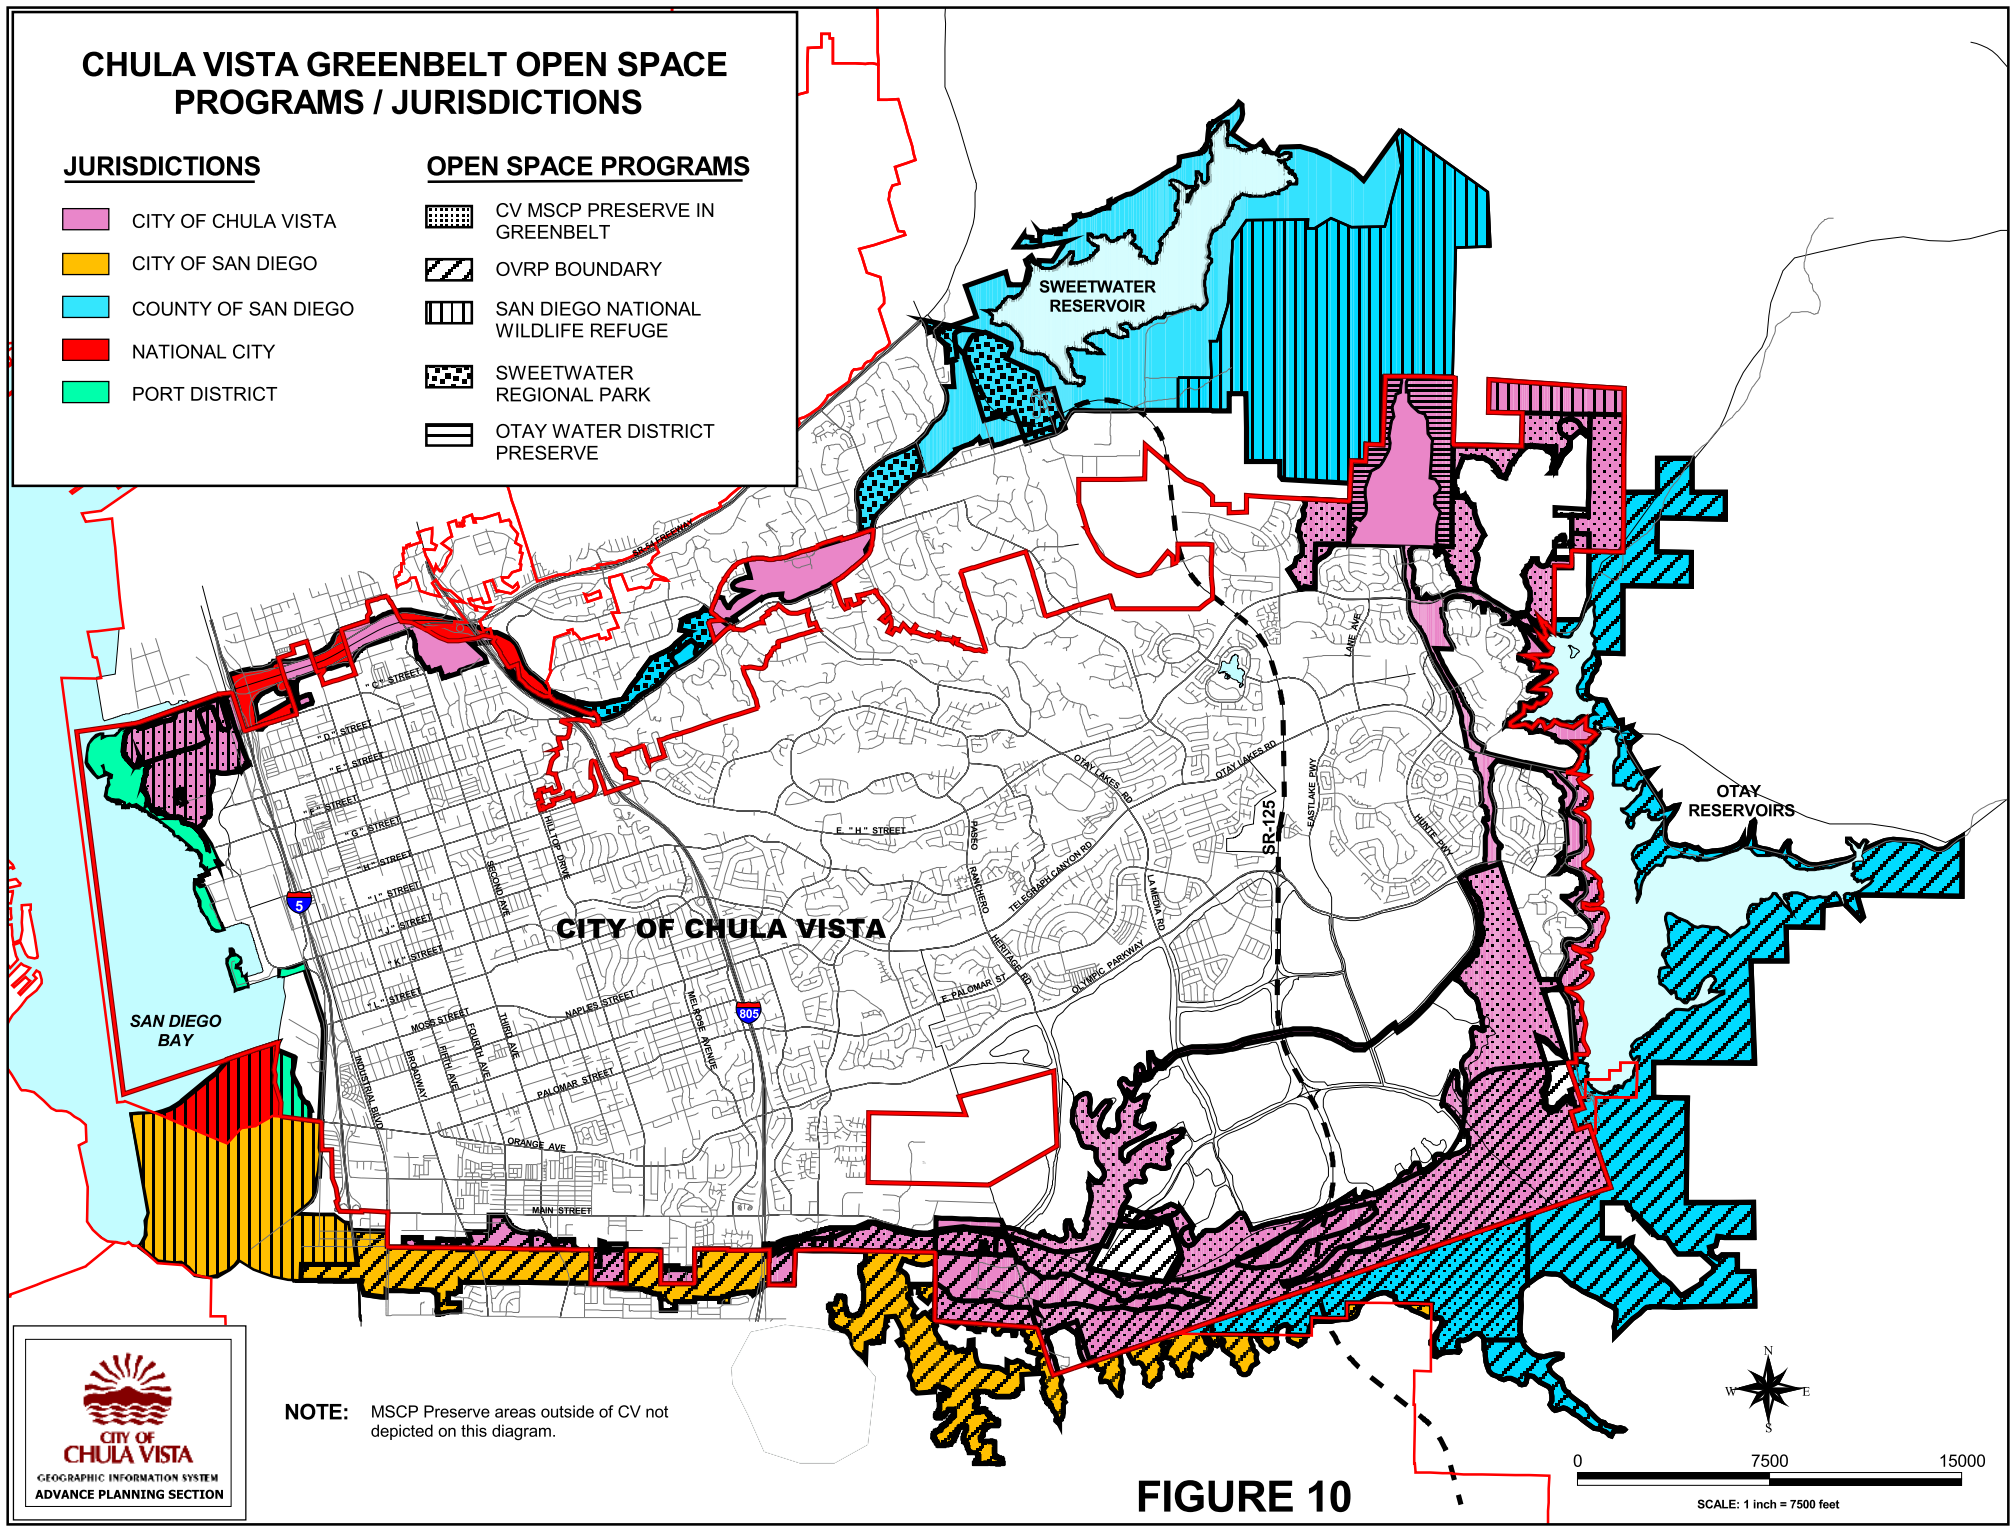 CHULA VISTA GREENBELT OPEN SPACE
PROGRAMS / JURISDICTIONS
JURISDICTIONS
CITY OF CHULA VISTA
CITY OF SAN DIEGO
COUNTY OF SAN DIEGO
NATIONAL CITY
PORT DISTRICT
OPEN SPACE PROGRAMS
CV MSCP PRESERVE IN
GREENBELT
OVRP BOUNDARY
SAN DIEGO NATIONAL
WILDLIFE REFUGE
SWEETWATER
REGIONAL PARK
OTAY WATER DISTRICT
PRESERVE
SWEETWATER
RESERVOIR
SR 54 FREEWAY
" C " STREET
" D " STREET
" E " STREET
" F " STREET
" G " STREET
" H " STREET
" I " STREET
" J " STREET
" K " STREET
" L " STREET
MOSS STREET
NAPLES STREET
PALOMAR STREET
ORANGE AVE
MAIN STREET
INDUSTRIAL BLVD
BROADWAY
FIFTH AVE
FOURTH AVE
THIRD AVE
SECOND AVE
HILLTOP DRIVE
MELROSE AVENUE
5
805
CITY OF CHULA VISTA
E. " H " STREET
PASEO RANCHERO
TELEGRAPH CANYON RD
OTAY LAKES RD
OTAY LAKES RD
LA MEDIA RD
HERITAGE RD
OLYMPIC PARKWAY
E PALOMAR ST
SR-125
EASTLAKE PWY
LANE AVE
HUNTE PWY
OTAY
RESERVOIRS
SAN DIEGO
BAY
CITY OF
CHULA VISTA
GEOGRAPHIC INFORMATION SYSTEM
ADVANCE PLANNING SECTION
NOTE: MSCP Preserve areas outside of CV not
depicted on this diagram.
FIGURE 10
N
W
E
S
0 7500 15000
SCALE: 1 inch = 7500 feet